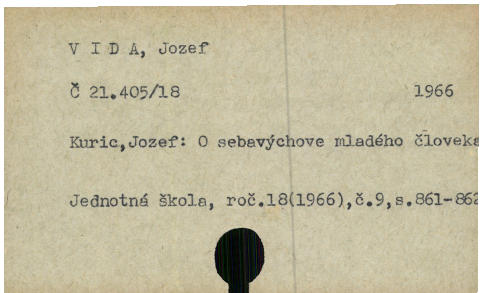 V I D A, Jozef
Č 21.405/18 1966
Kuric,Jozef: O sebavýchove mladého človeka
Jednotná škola, roč.18(1966),č.9,s.861-862